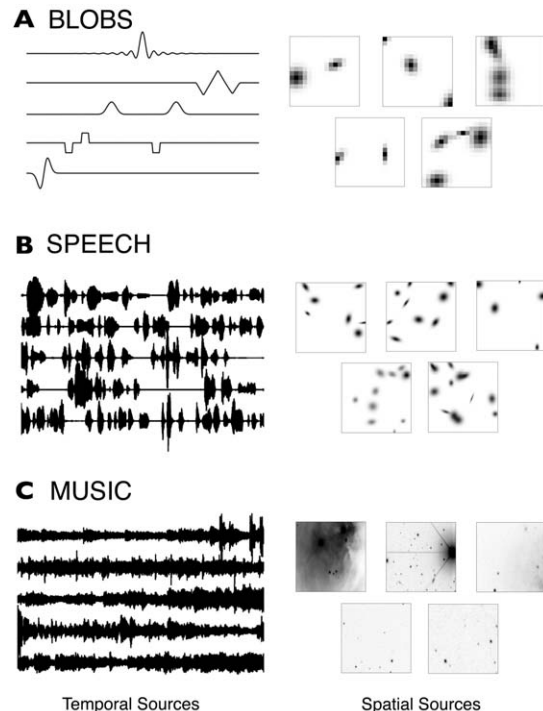 A BLOBS
B SPEECH
C MUSIC
Temporal Sources
Spatial Sources